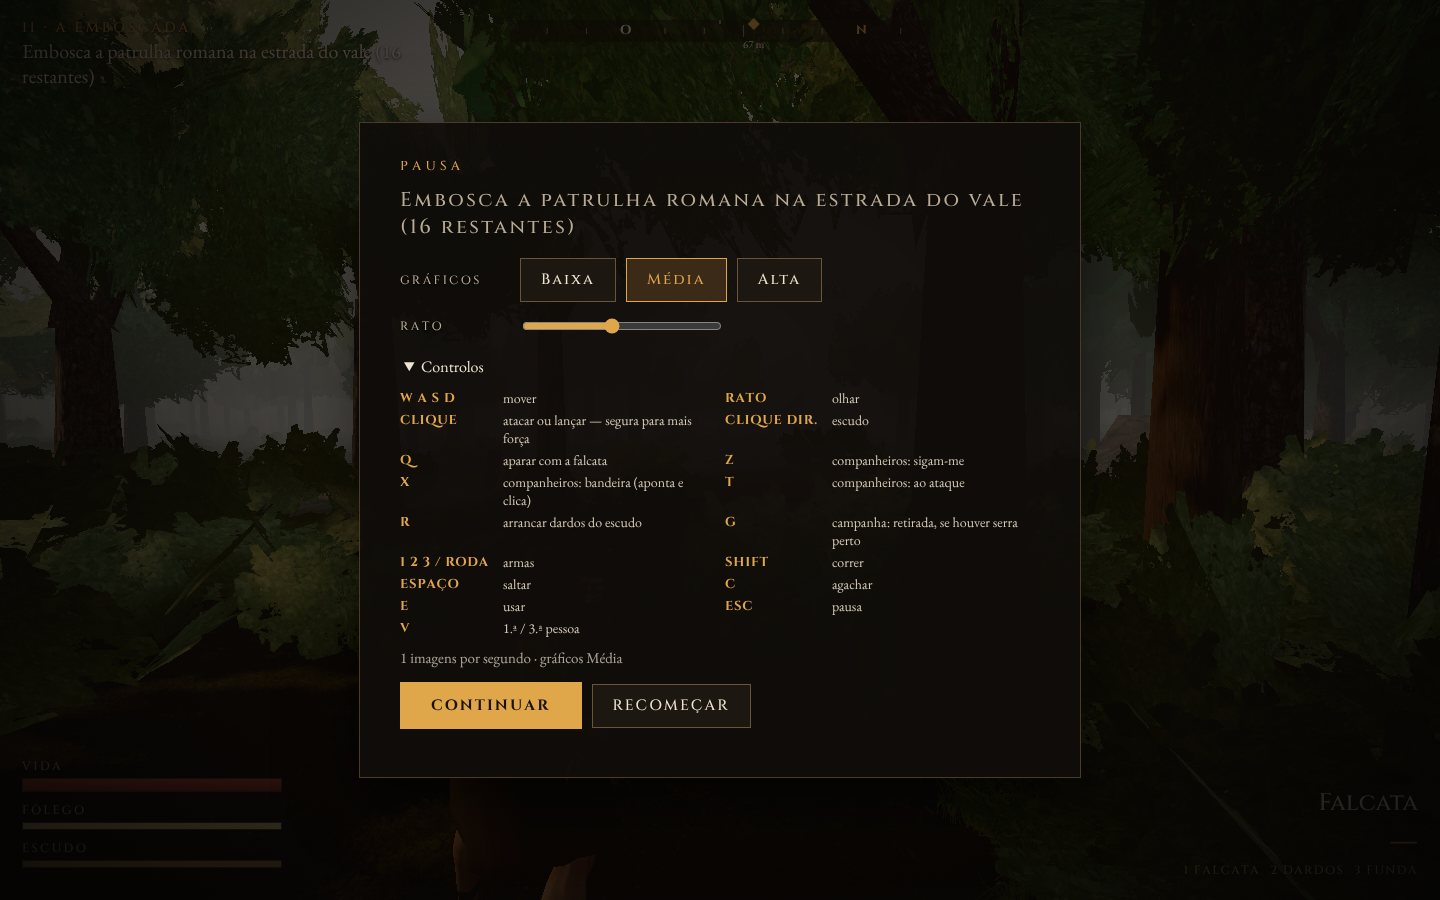 II · A EMBOSCADA
Embosca a patrulha romana na estrada do vale (16
restantes)
O
N
67 m
PAUSA
EMBOSCA A PATRULHA ROMANA NA ESTRADA DO VALE
(16 RESTANTES)
GRÁFICOS
BAIXA
MÉDIA
ALTA
RATO
▼ Controlos
W A S D mover
RATO olhar
CLIQUE atacar ou lançar — segura para mais
força
CLIQUE DIR. escudo
Q aparar com a falcata
Z companheiros: sigam-me
X companheiros: bandeira (aponta e
clica)
T companheiros: ao ataque
R arrancar dardos do escudo
G campanha: retirada, se houver serra
perto
1 2 3 / RODA armas
SHIFT correr
ESPAÇO saltar
C agachar
E usar
ESC pausa
V 1.ª / 3.ª pessoa
1 imagens por segundo · gráficos Média
CONTINUAR
RECOMEÇAR
VIDA
FÔLEGO
ESCUDO
FALCATA
1 FALCATA 2 DARDOS 3 FUNDA